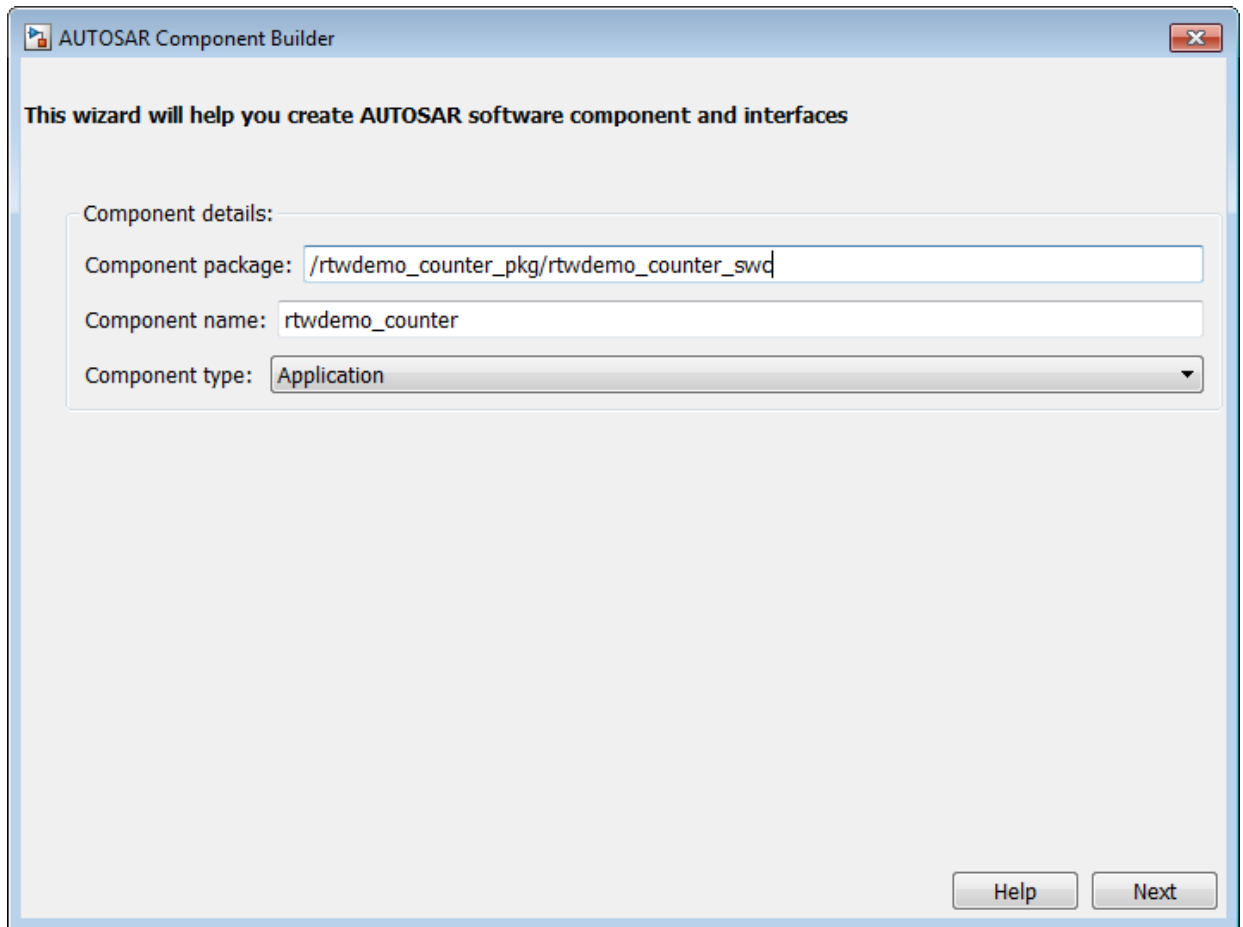 AUTOSAR Component Builder
This wizard will help you create AUTOSAR software component and interfaces
Component details:
Component package: /rtwdemo_counter_pkg/rtwdemo_counter_swc
Component name: rtwdemo_counter
Component type: Application
Help Next